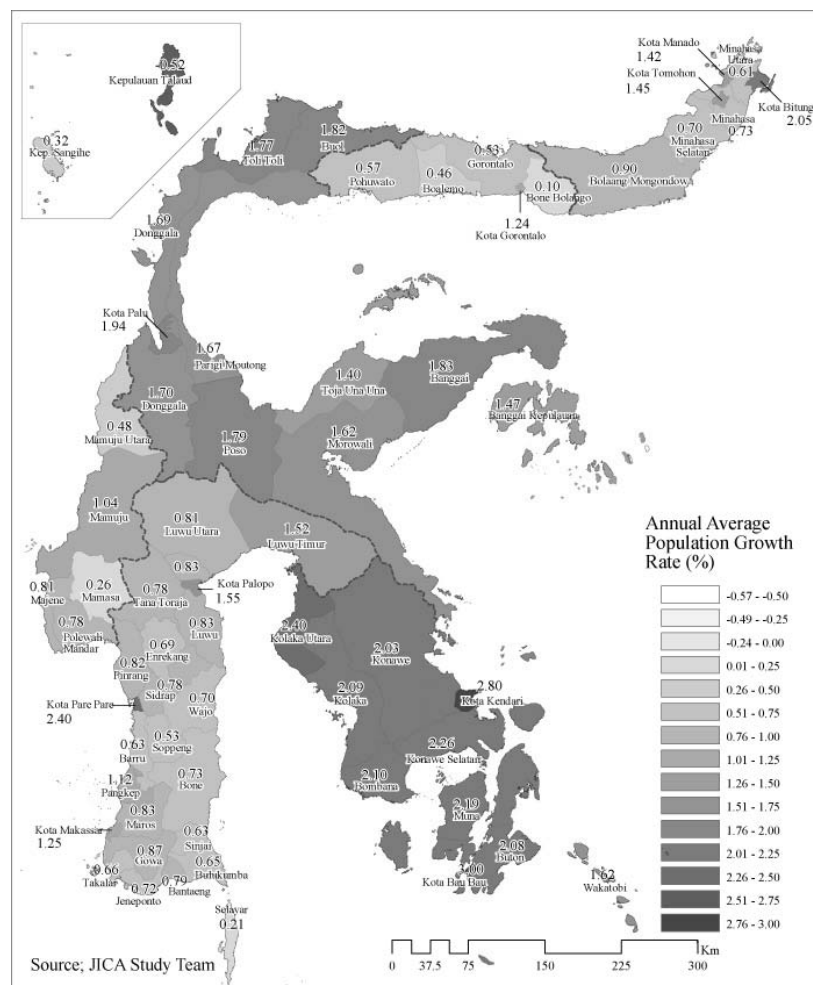 -0.52
Kepulauan Talaud
0.32
Kep. Sangihe
Kota Manado
1.42
Minahasa
Utara
0.61
Kota Tomohon
1.45
Kota Bitung
2.05
Minahasa
0.73
0.70
Minahasa
Selatan
0.90
Bolaang Mongondow
1.82
Buol
1.77
Toli Toli
0.57
Pohuwato
0.46
Boalemo
0.53
Gorontalo
0.10
Bone Bolango
1.24
Kota Gorontalo
1.69
Donggala
Kota Palu
1.94
1.67
Parigi Moutong
1.70
Donggala
1.40
Tojo Una Una
1.83
Banggai
1.47
Banggai Kepulauan
1.62
Morowali
1.79
Poso
0.48
Mamuju Utara
1.04
Mamuju
0.81
Luwu Utara
1.52
Luwu Timur
0.81
Majene
0.26
Mamasa
0.83
0.78
Tana Toraja
Kota Palopo
1.55
0.78
Polewali
Mandar
0.83
Luwu
0.69
Enrekang
0.82
Pinrang
0.78
Sidrap
0.70
Wajo
Kota Pare Pare
2.40
0.63
Barru
0.53
Soppeng
0.73
Bone
1.12
Pangkep
0.83
Maros
Kota Makassar
1.25
0.63
Sinjai
0.87
Gowa
0.65
Bulukumba
0.66
Takalar
0.72
Jeneponto
0.79
Bantaeng
Selayar
0.21
2.40
Kolaka Utara
2.03
Konawe
2.09
Kolaka
2.80
Kota Kendari
2.26
Konawe Selatan
2.10
Bombana
2.19
Muna
2.08
Buton
3.00
Kota Bau Bau
1.62
Wakatobi
Annual Average
Population Growth
Rate (%)
-0.57 - -0.50
-0.49 - -0.25
-0.24 - 0.00
0.01 - 0.25
0.26 - 0.50
0.51 - 0.75
0.76 - 1.00
1.01 - 1.25
1.26 - 1.50
1.51 - 1.75
1.76 - 2.00
2.01 - 2.25
2.26 - 2.50
2.51 - 2.75
2.76 - 3.00
Km
0 37.5 75 150 225 300
Source; JICA Study Team